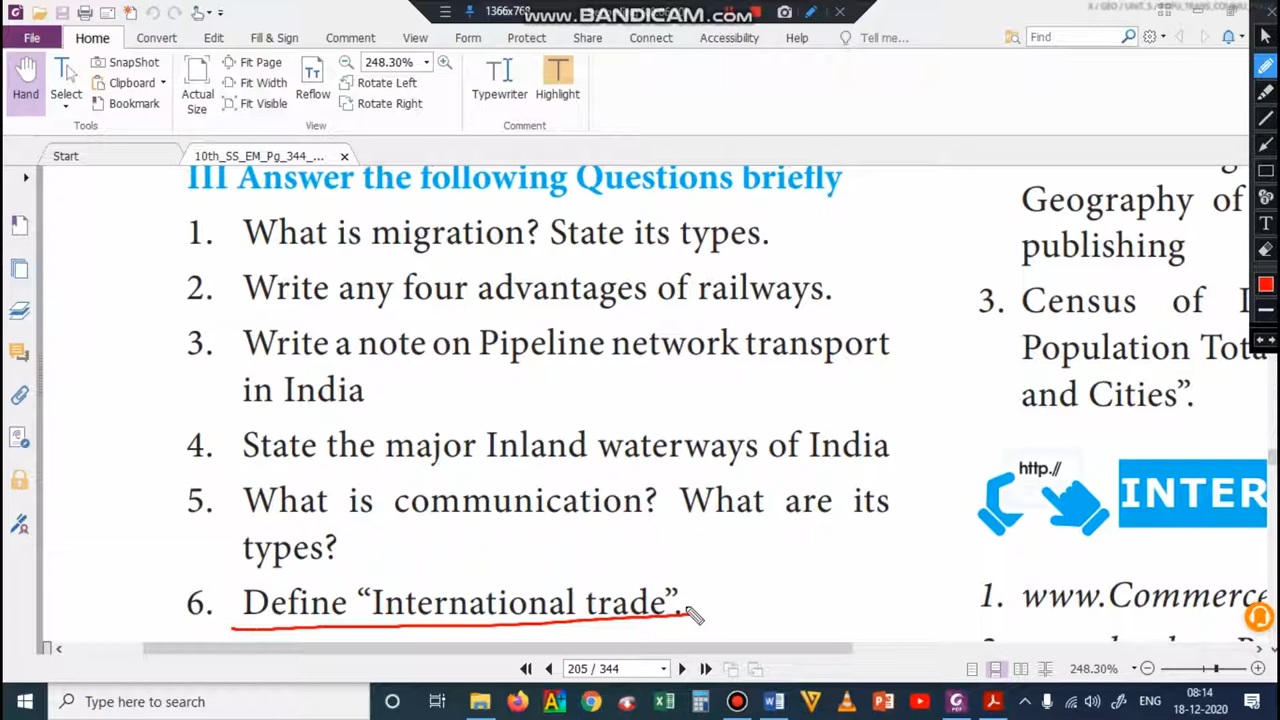 1366x768
www.BANDICAM.com
File Home Convert Edit Fill & Sign Comment View Form Protect Share Connect Accessibility Help Tell me... Find
Hand Select SnapShot Clipboard Bookmark
Actual Size Fit Page Fit Width Fit Visible Reflow 248.30% Rotate Left Rotate Right
Typewriter Highlight
Tools View Comment
Start 10th_SS_EM_Pg_344_...
III Answer the following Questions briefly
1. What is migration? State its types.
2. Write any four advantages of railways.
3. Write a note on Pipeline network transport
in India
4. State the major Inland waterways of India
5. What is communication? What are its
types?
6. Define “International trade”.
Geography of
publishing
3. Census of I
Population Tota
and Cities”.
http://
INTER
1. www.Commerce
205 / 344 248.30%
Type here to search
ENG
08:14
18-12-2020